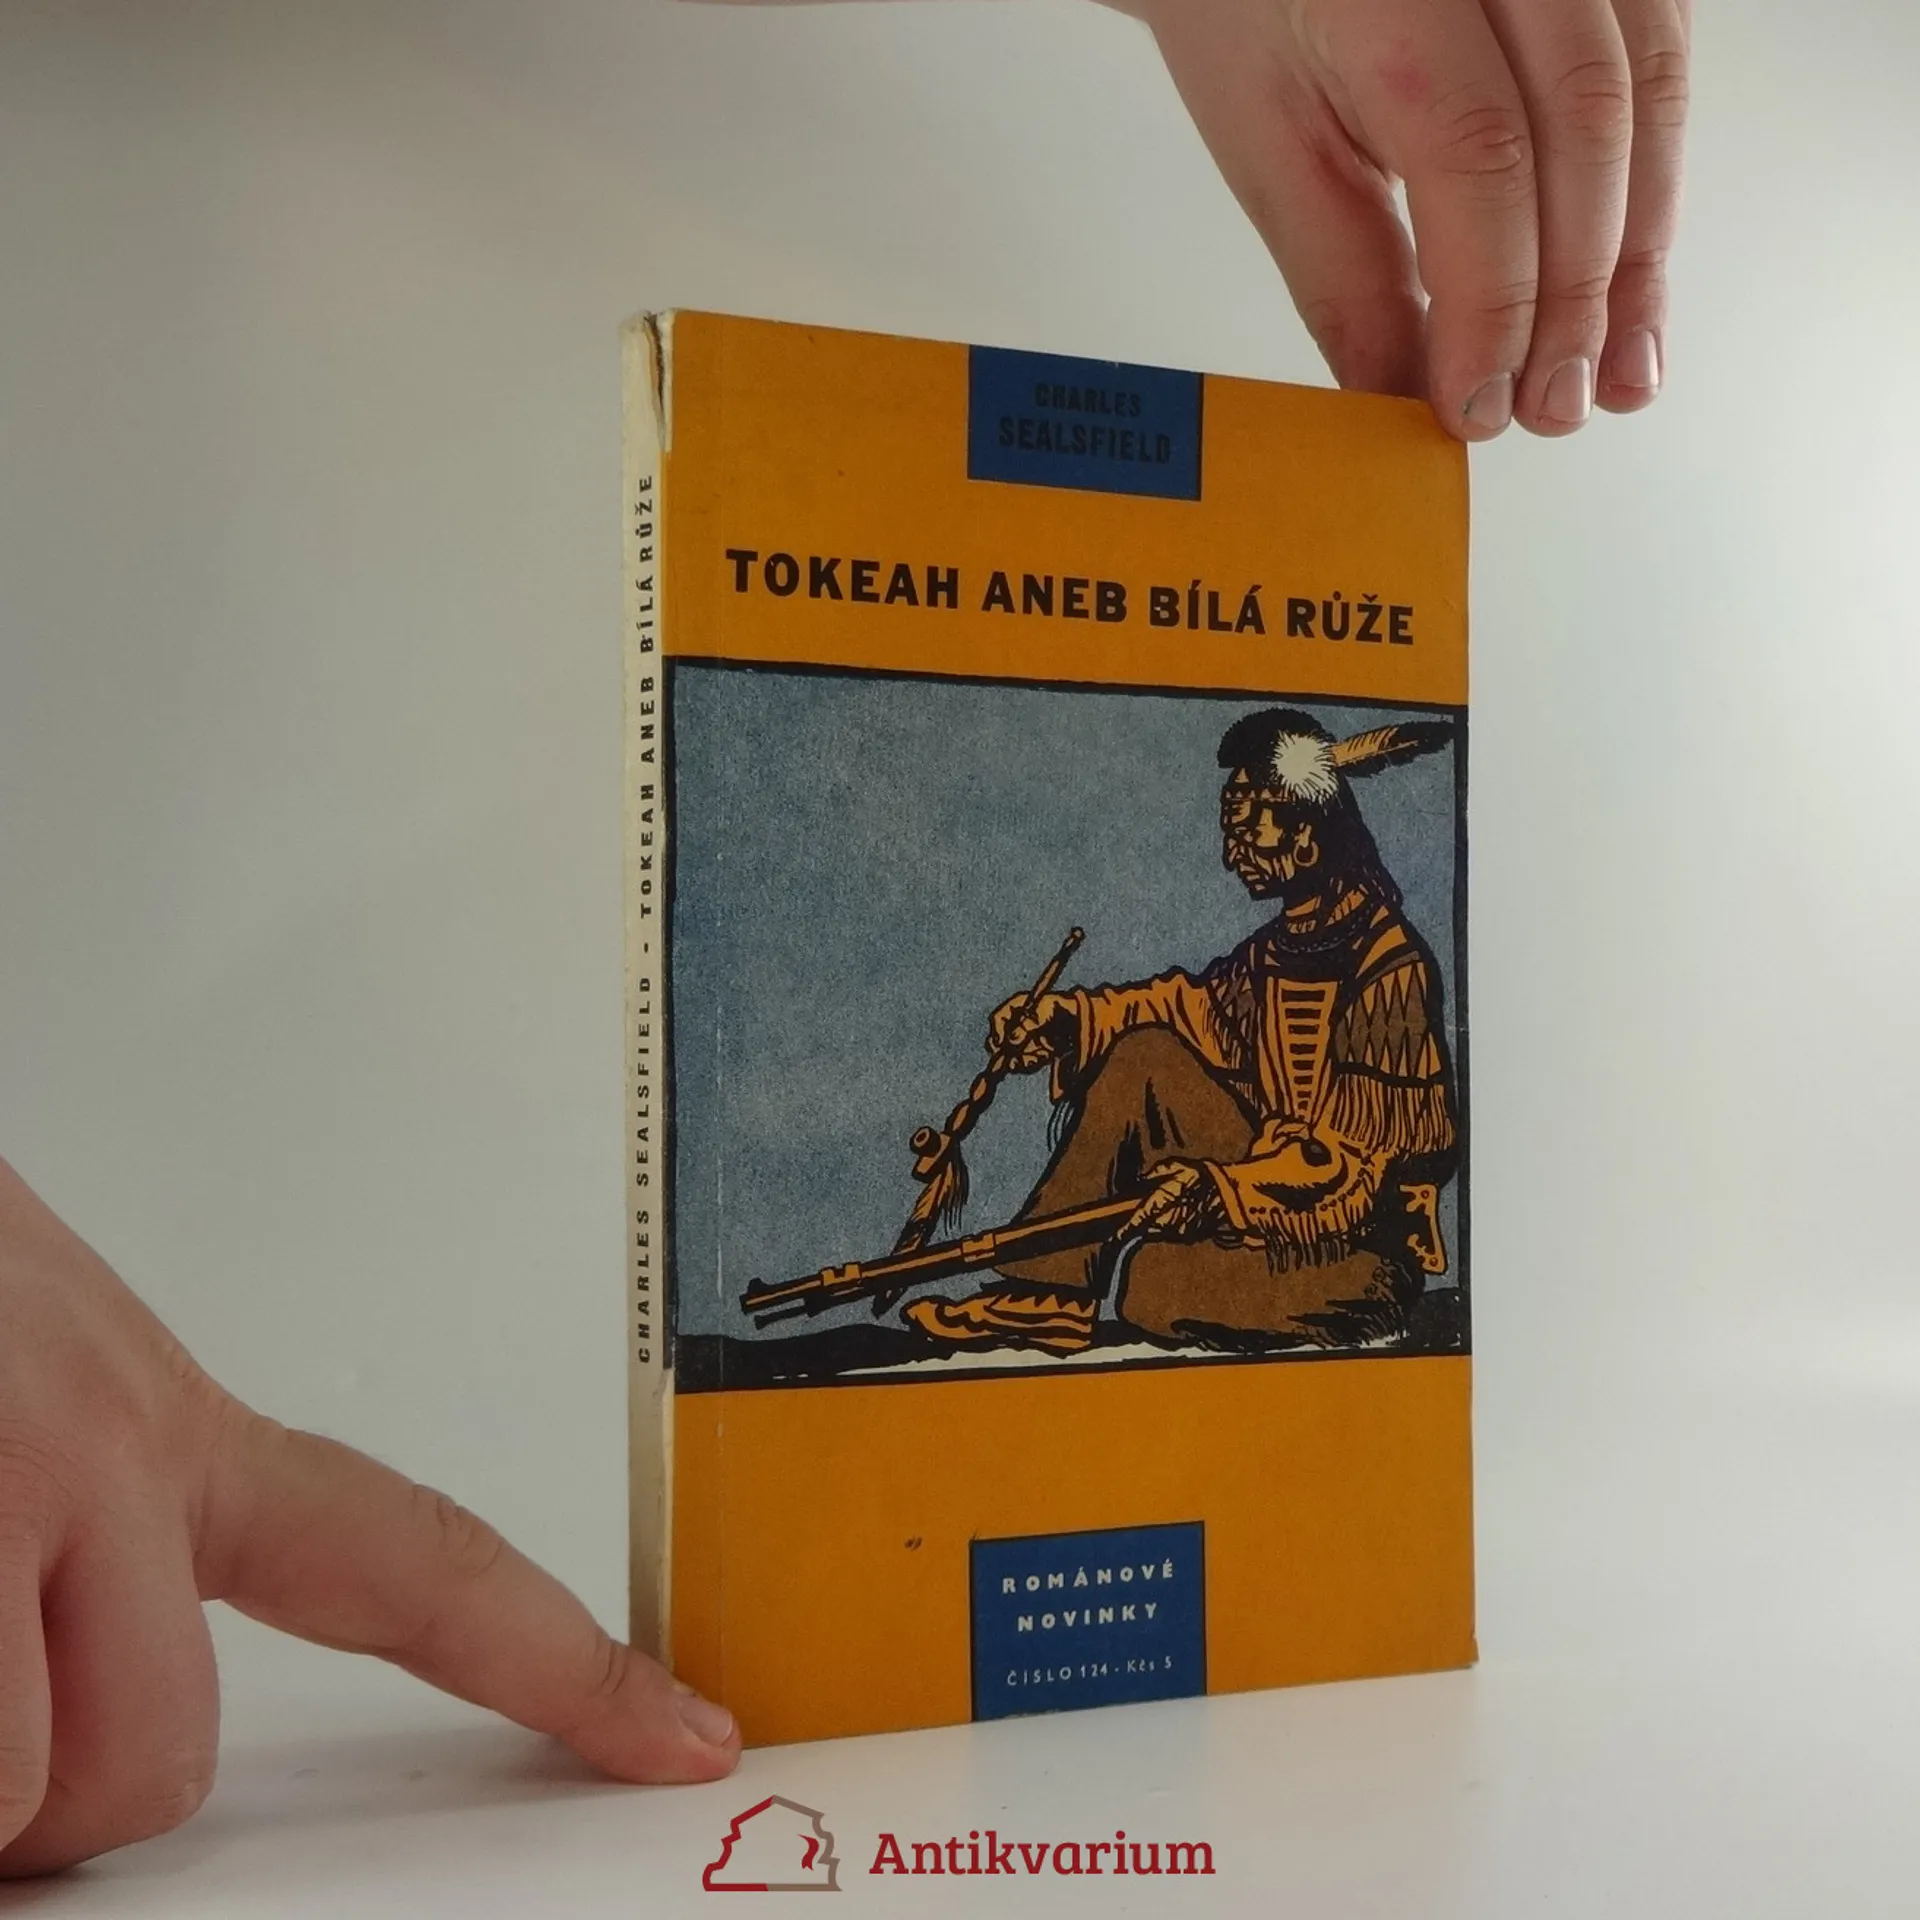 CHARLES
SEALSFIELD
TOKEAH ANEB BÍLÁ RŮŽE
CHARLES SEALSFIELD - TOKEAH ANEB BÍLÁ RŮŽE
ROMÁNOVÉ
NOVINKY
ČÍSLO 124 - Kčs 5
Antikvarium